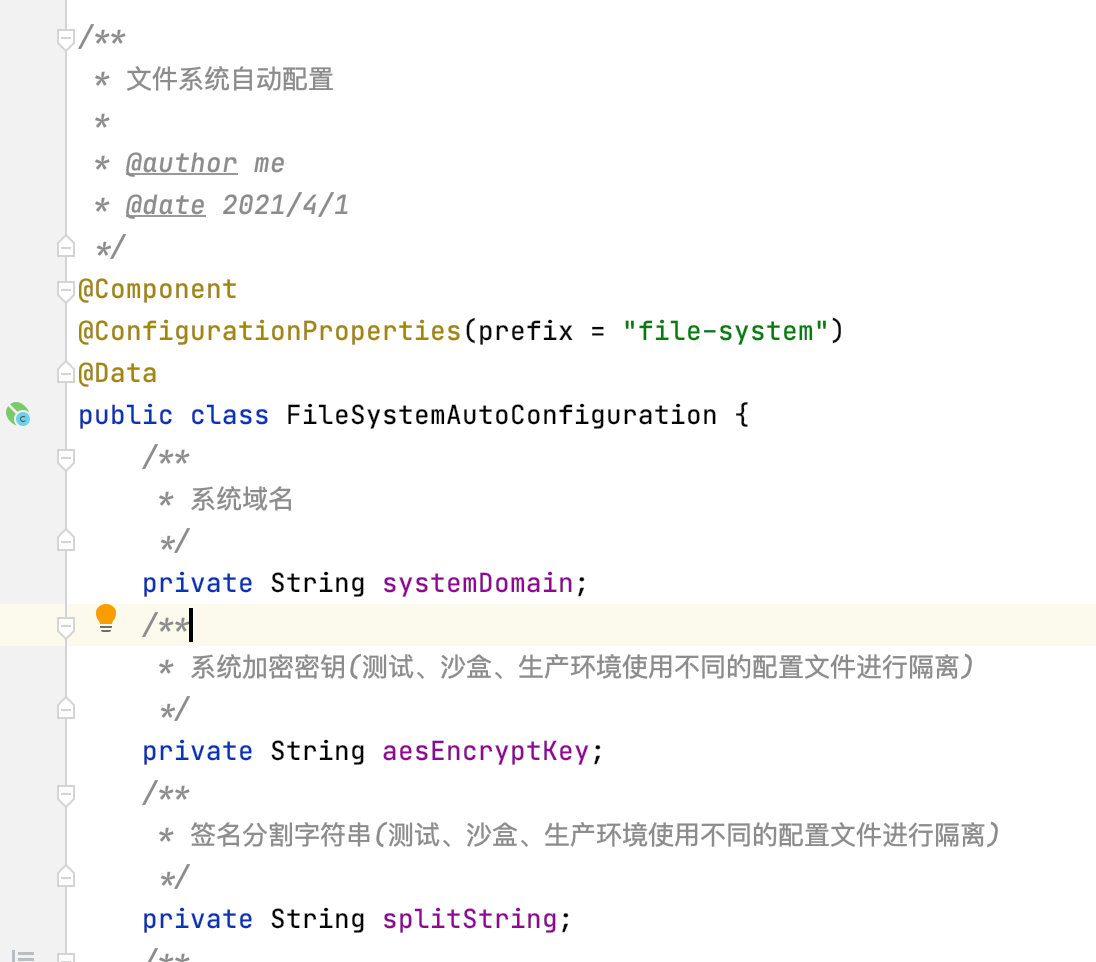 /**
 * 文件系统自动配置
 *
 * @author me
 * @date 2021/4/1
 */
@Component
@ConfigurationProperties(prefix = "file-system")
@Data
public class FileSystemAutoConfiguration {
    /**
     * 系统域名
     */
    private String systemDomain;
    /**
     * 系统加密密钥(测试、沙盒、生产环境使用不同的配置文件进行隔离)
     */
    private String aesEncryptKey;
    /**
     * 签名分割字符串(测试、沙盒、生产环境使用不同的配置文件进行隔离)
     */
    private String splitString;
    /**